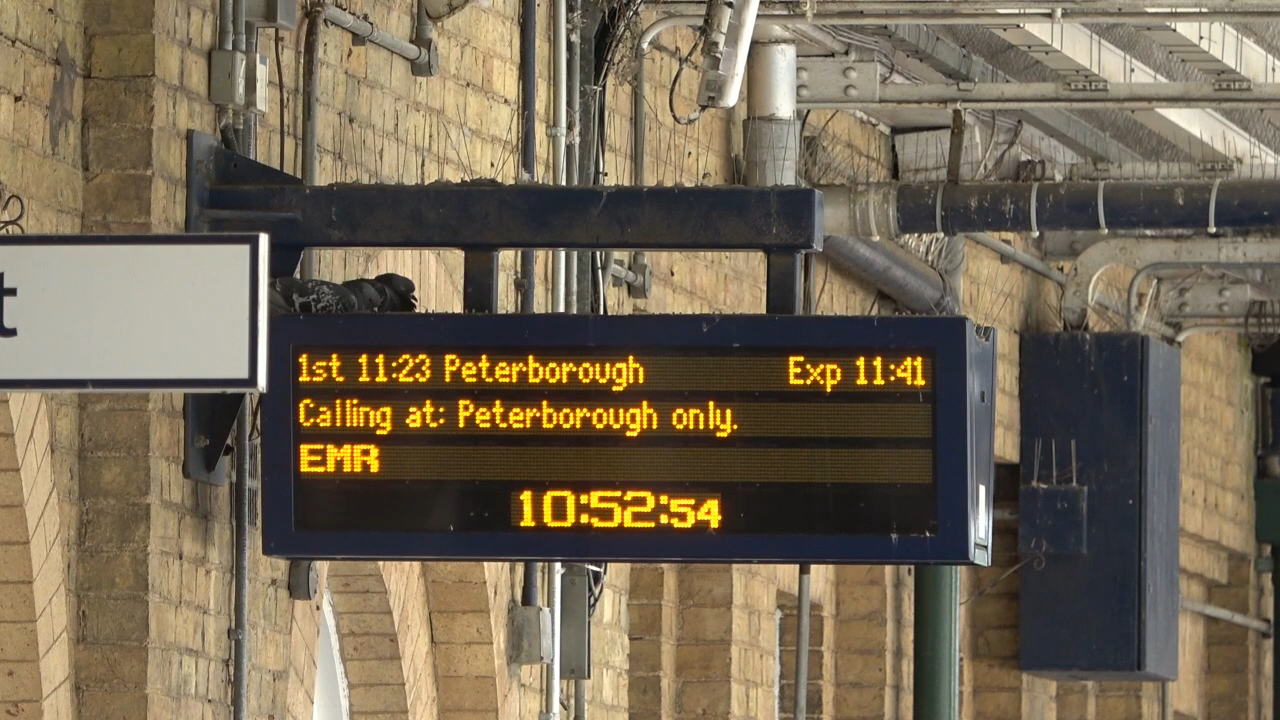 1st 11:23 Peterborough Exp 11:41
Calling at: Peterborough only.
EMR
10:52:54
t